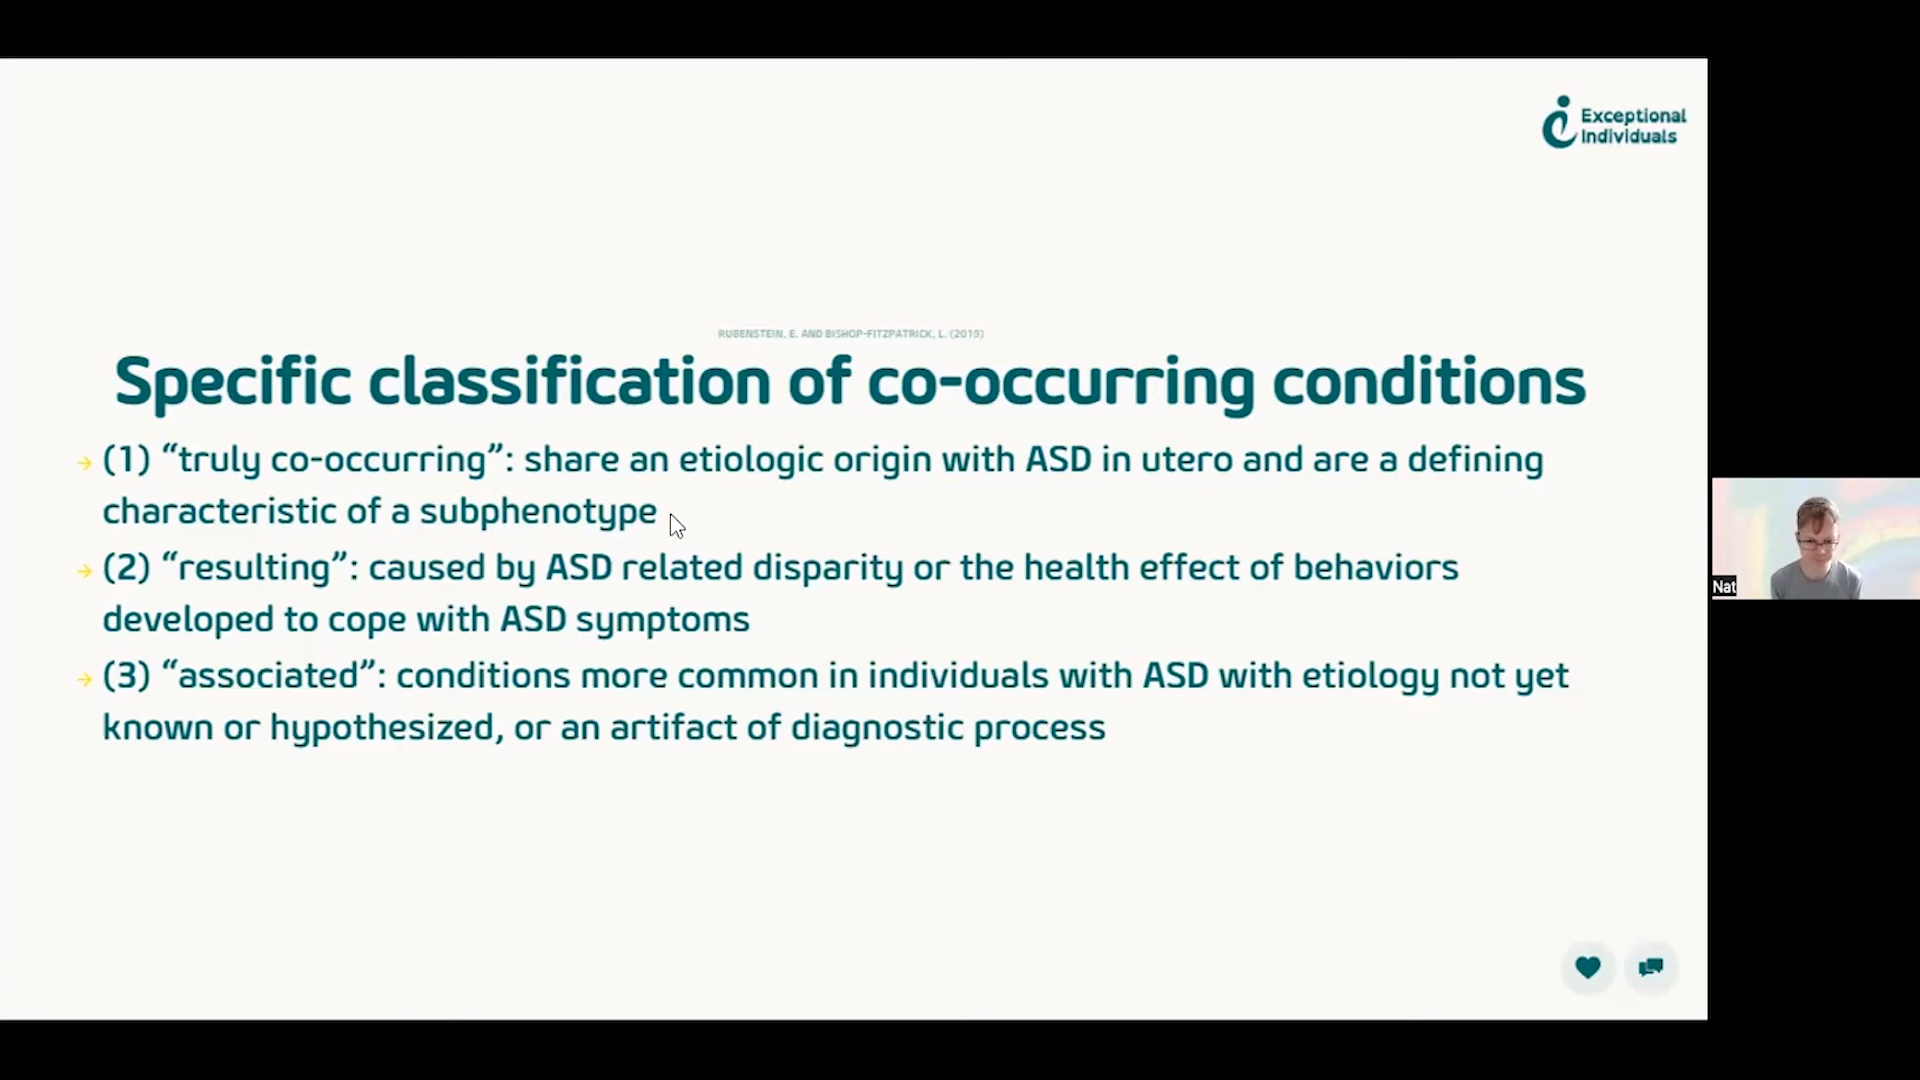 Exceptional
Individuals
RUBENSTEIN, E. AND BISHOP-FITZPATRICK, L. (2019)
Specific classification of co-occurring conditions
→ (1) “truly co-occurring”: share an etiologic origin with ASD in utero and are a defining
characteristic of a subphenotype
→ (2) “resulting”: caused by ASD related disparity or the health effect of behaviors
developed to cope with ASD symptoms
→ (3) “associated”: conditions more common in individuals with ASD with etiology not yet
known or hypothesized, or an artifact of diagnostic process
Nat